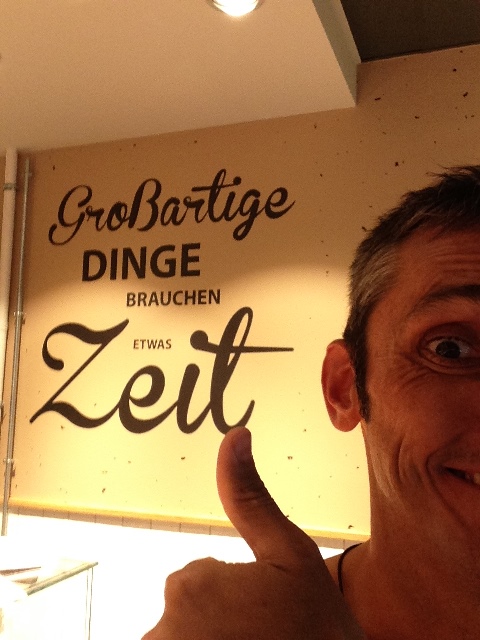 Großartige
DINGE
BRAUCHEN
ETWAS
Zeit